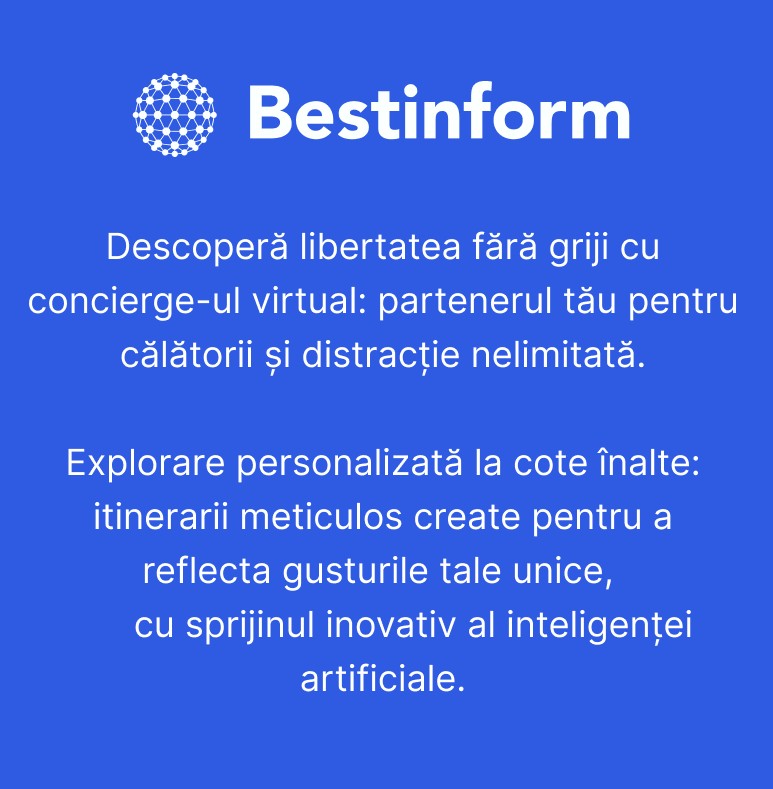 Bestinform
Descoperă libertatea fără griji cu
concierge-ul virtual: partenerul tău pentru
călătorii și distracție nelimitată.
Explorare personalizată la cote înalte:
itinerarii meticulos create pentru a
reflecta gusturile tale unice,
cu sprijinul inovativ al inteligenței
artificiale.